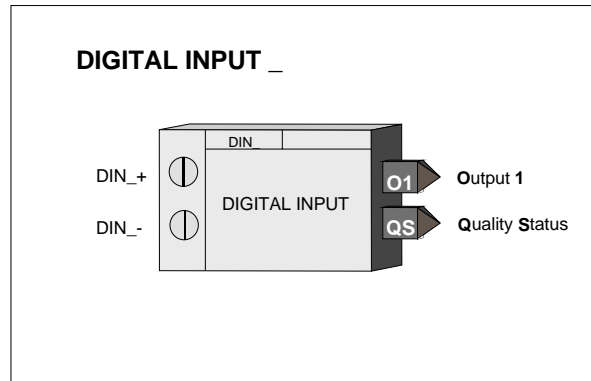 DIGITAL INPUT _
DIN_
DIN_+
O1
Output 1
DIGITAL INPUT
DIN_-
QS
Quality Status